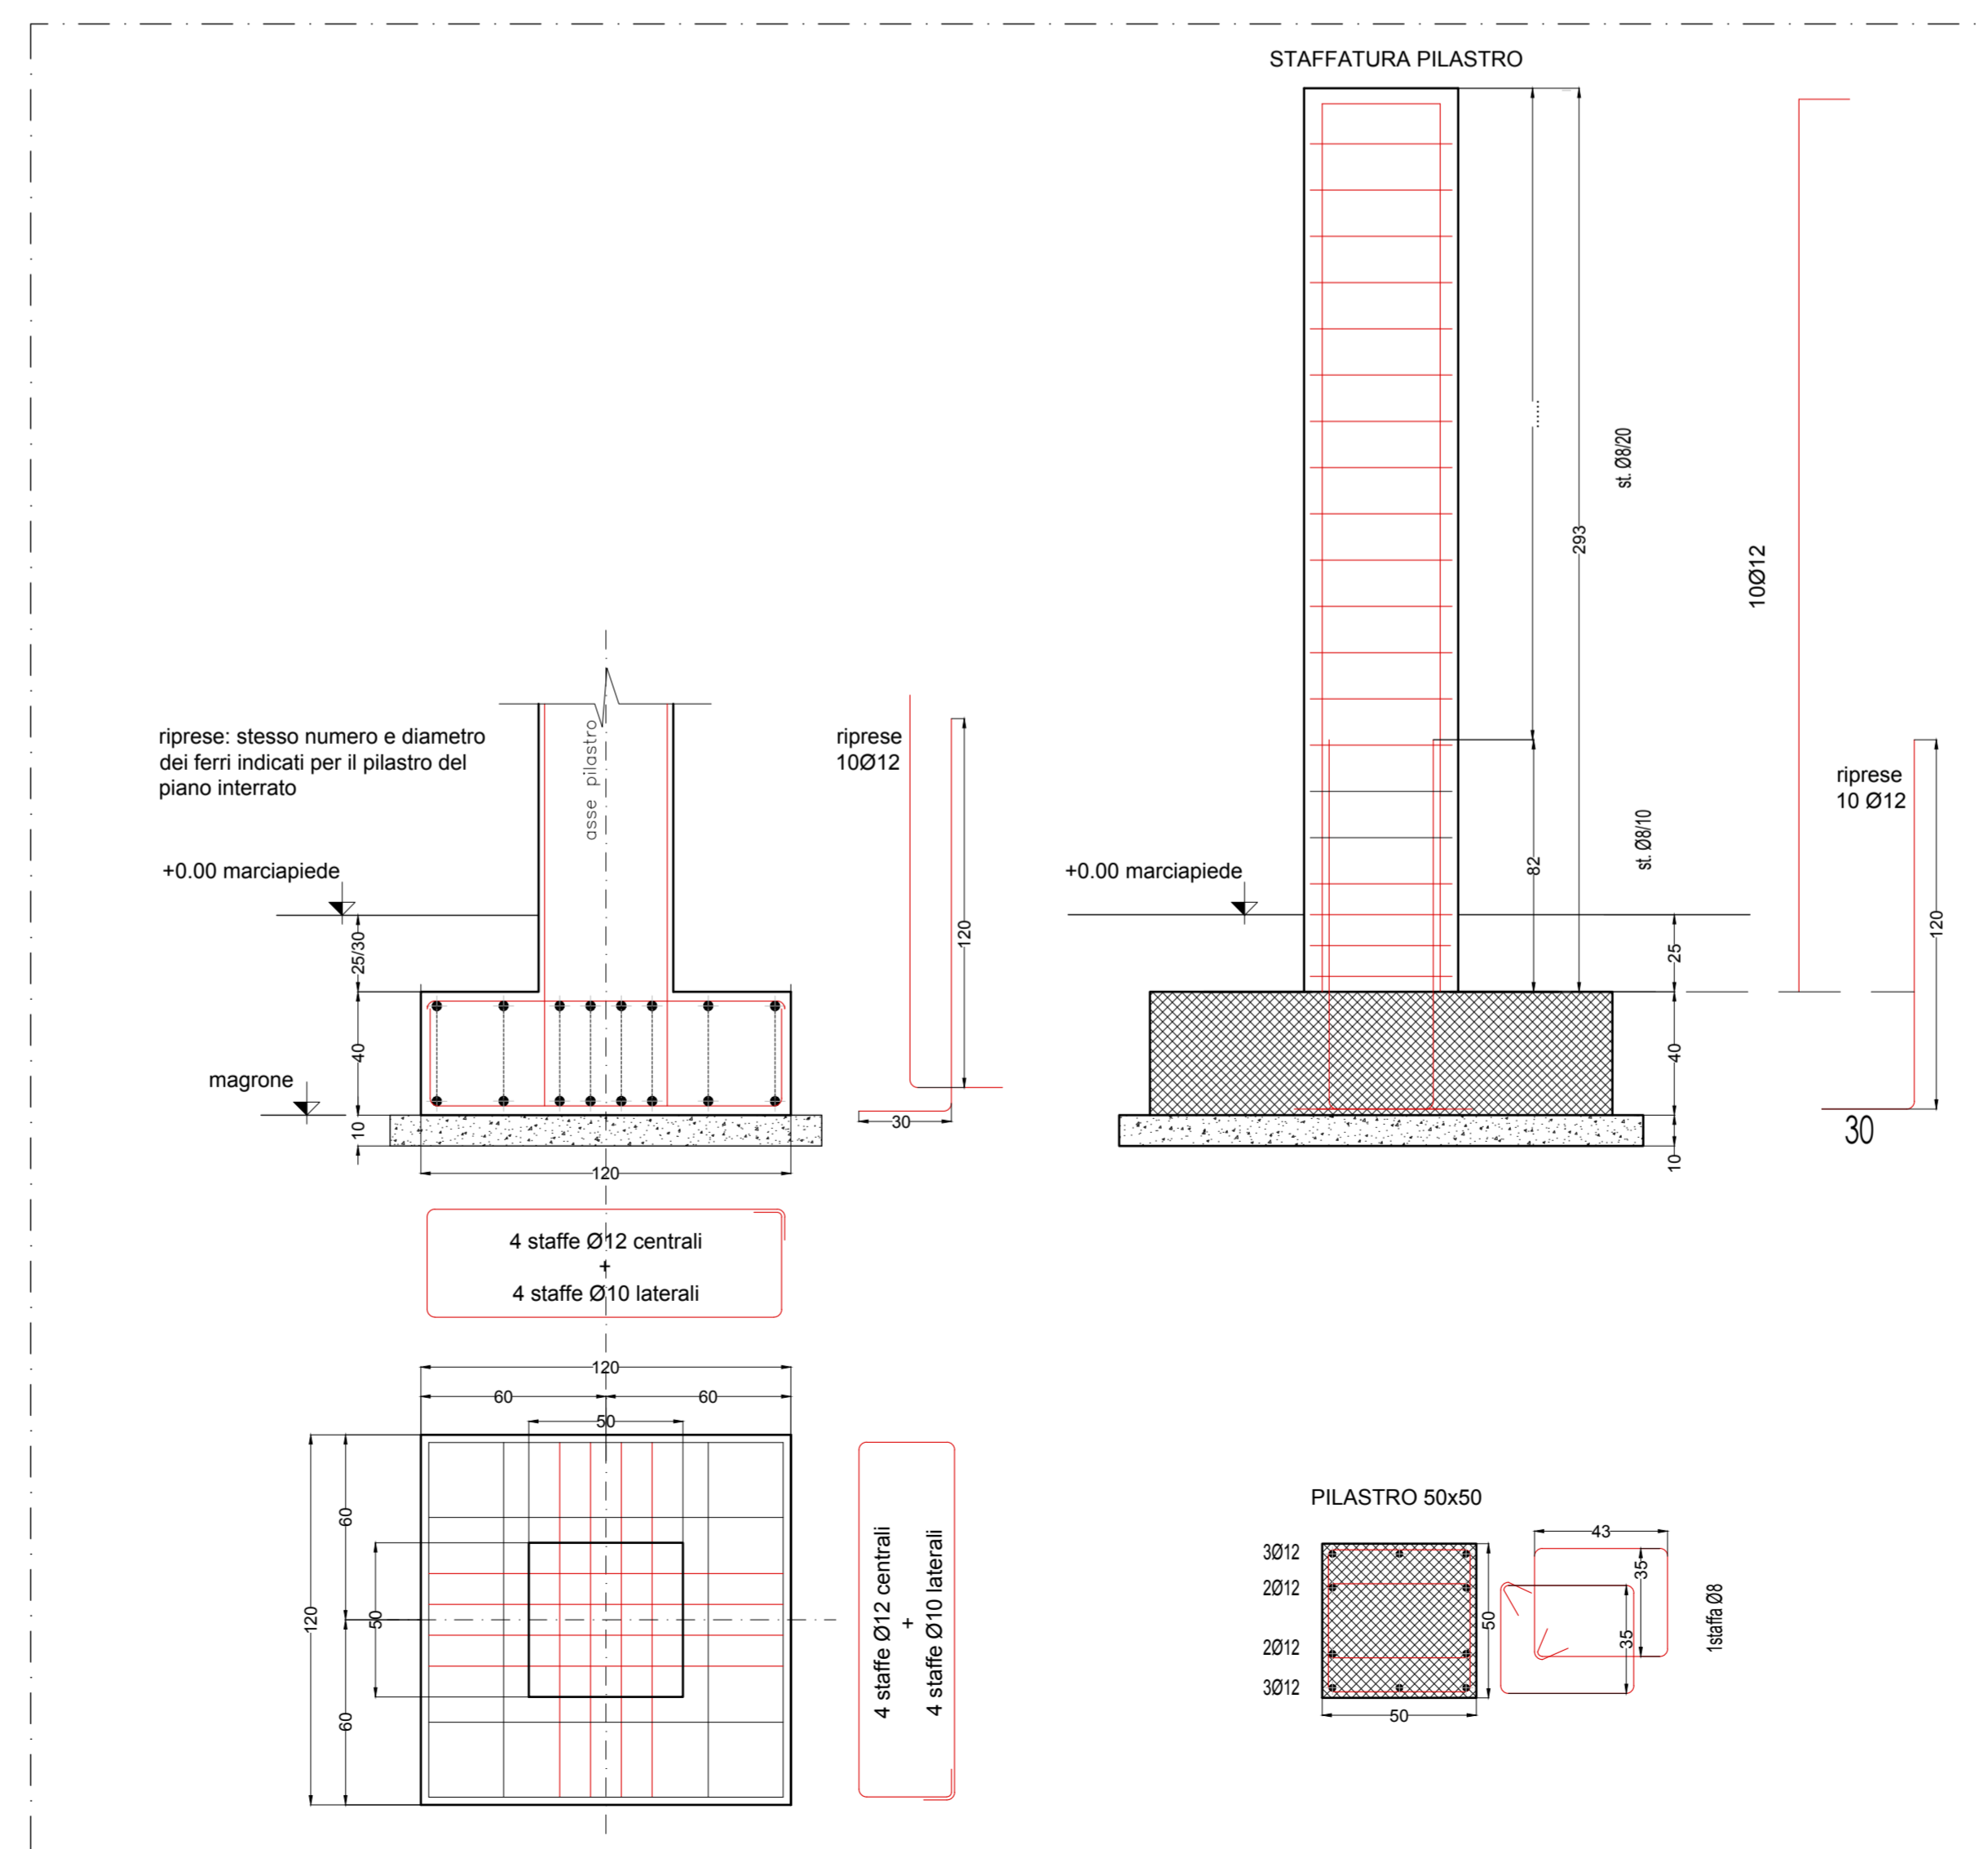 STAFFATURA PILASTRO
......
st. Ø8/20
293
10Ø12
riprese: stesso numero e diametro
dei ferri indicati per il pilastro del
piano interrato
asse pilastro
riprese
10Ø12
riprese
10 Ø12
+0.00 marciapiede
25/30
120
+0.00 marciapiede
82
st. Ø8/10
25
120
40
magrone
10
30
120
40
10
30
4 staffe Ø12 centrali
+
4 staffe Ø10 laterali
120
60
60
50
120
60
60
50
4 staffe Ø12 centrali
+
4 staffe Ø10 laterali
PILASTRO 50x50
3Ø12
2Ø12
2Ø12
3Ø12
50
50
43
35
35
1staffa Ø8